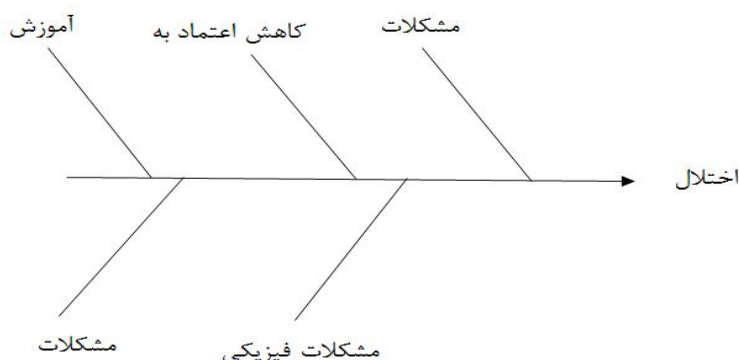 مشکلات
کاهش اعتماد به
آموزش
اختلال
مشکلات فیزیکی
مشکلات